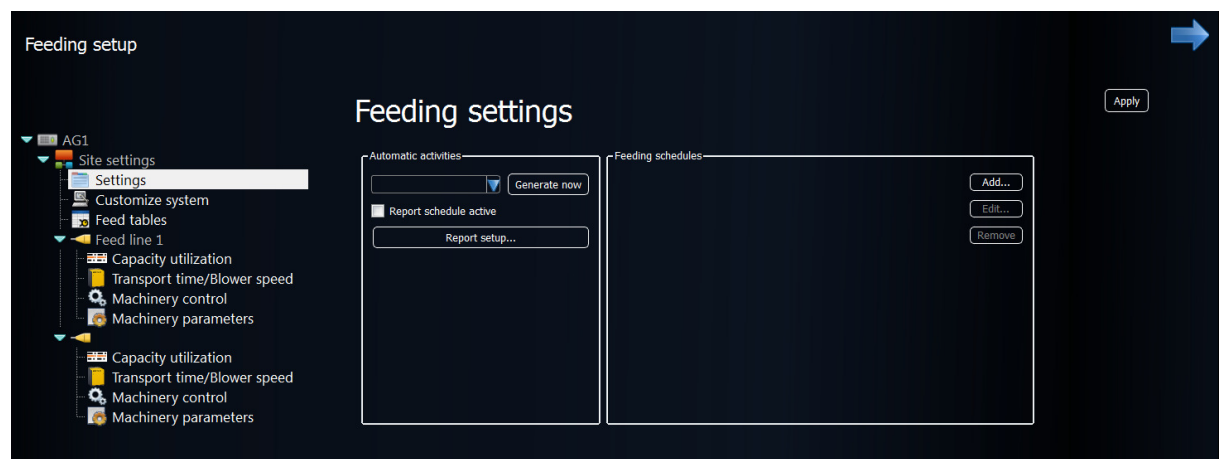 Feeding setup
Feeding settings
Apply
AG1
Site settings
Settings
Customize system
Feed tables
Feed line 1
Capacity utilization
Transport time/Blower speed
Machinery control
Machinery parameters
Capacity utilization
Transport time/Blower speed
Machinery control
Machinery parameters
Automatic activities
Generate now
Report schedule active
Report setup...
Feeding schedules
Add...
Edit...
Remove